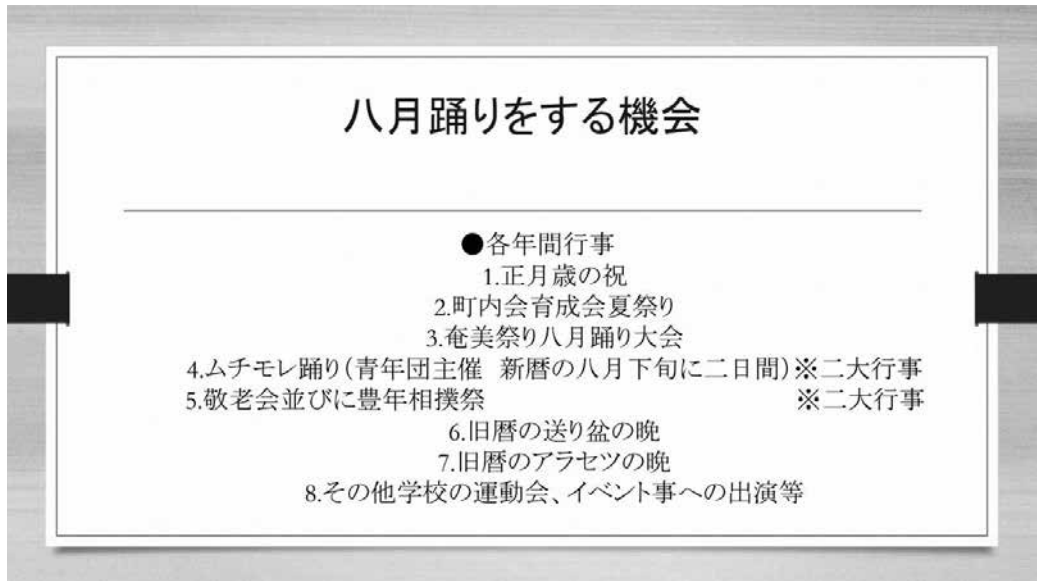 八月踊りをする機会
●各年間行事
1.正月歳の祝
2.町内会育成会夏祭り
3.奄美祭り八月踊り大会
4.ムチモレ踊り(青年団主催 新暦の八月下旬に二日間)※二大行事
5.敬老会並びに豊年相撲祭 ※二大行事
6.旧暦の送り盆の晩
7.旧暦のアラセツの晩
8.その他学校の運動会、イベント事への出演等